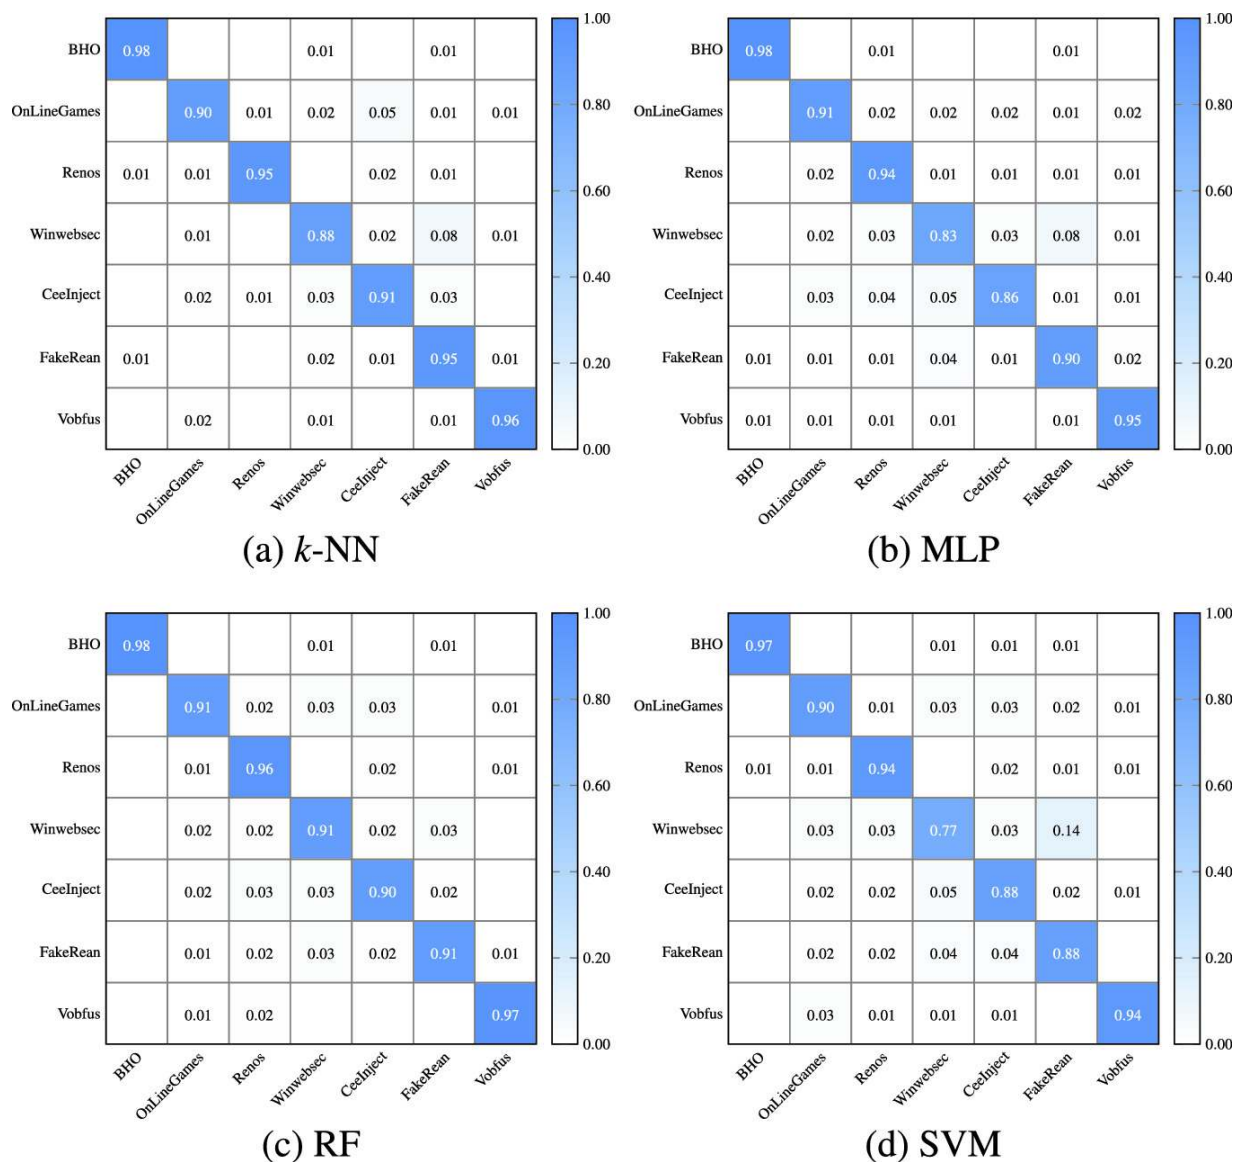 BHO 0.98 0.01 0.01
OnLineGames 0.90 0.01 0.02 0.05 0.01 0.01
Renos 0.01 0.01 0.95 0.02 0.01
Winwebsec 0.01 0.88 0.02 0.08 0.01
CeeInject 0.02 0.01 0.03 0.91 0.03
FakeRean 0.01 0.02 0.01 0.95 0.01
Vobfus 0.02 0.01 0.01 0.96
1.00
0.80
0.60
0.40
0.20
0.00
BHO OnLineGames Renos Winwebsec CeeInject FakeRean Vobfus
(a) k-NN
BHO 0.98 0.01 0.01
OnLineGames 0.91 0.02 0.02 0.02 0.01 0.02
Renos 0.02 0.94 0.01 0.01 0.01 0.01
Winwebsec 0.02 0.03 0.83 0.03 0.08 0.01
CeeInject 0.03 0.04 0.05 0.86 0.01 0.01
FakeRean 0.01 0.01 0.01 0.04 0.01 0.90 0.02
Vobfus 0.01 0.01 0.01 0.01 0.01 0.95
1.00
0.80
0.60
0.40
0.20
0.00
BHO OnLineGames Renos Winwebsec CeeInject FakeRean Vobfus
(b) MLP
BHO 0.98 0.01 0.01
OnLineGames 0.91 0.02 0.03 0.03 0.01
Renos 0.01 0.96 0.02 0.01
Winwebsec 0.02 0.02 0.91 0.02 0.03
CeeInject 0.02 0.03 0.03 0.90 0.02
FakeRean 0.01 0.02 0.03 0.02 0.91 0.01
Vobfus 0.01 0.02 0.97
1.00
0.80
0.60
0.40
0.20
0.00
BHO OnLineGames Renos Winwebsec CeeInject FakeRean Vobfus
(c) RF
BHO 0.97 0.01 0.01 0.01
OnLineGames 0.90 0.01 0.03 0.03 0.02 0.01
Renos 0.01 0.01 0.94 0.02 0.01 0.01
Winwebsec 0.03 0.03 0.77 0.03 0.14
CeeInject 0.02 0.02 0.05 0.88 0.02 0.01
FakeRean 0.02 0.02 0.04 0.04 0.88
Vobfus 0.03 0.01 0.01 0.01 0.94
1.00
0.80
0.60
0.40
0.20
0.00
BHO OnLineGames Renos Winwebsec CeeInject FakeRean Vobfus
(d) SVM